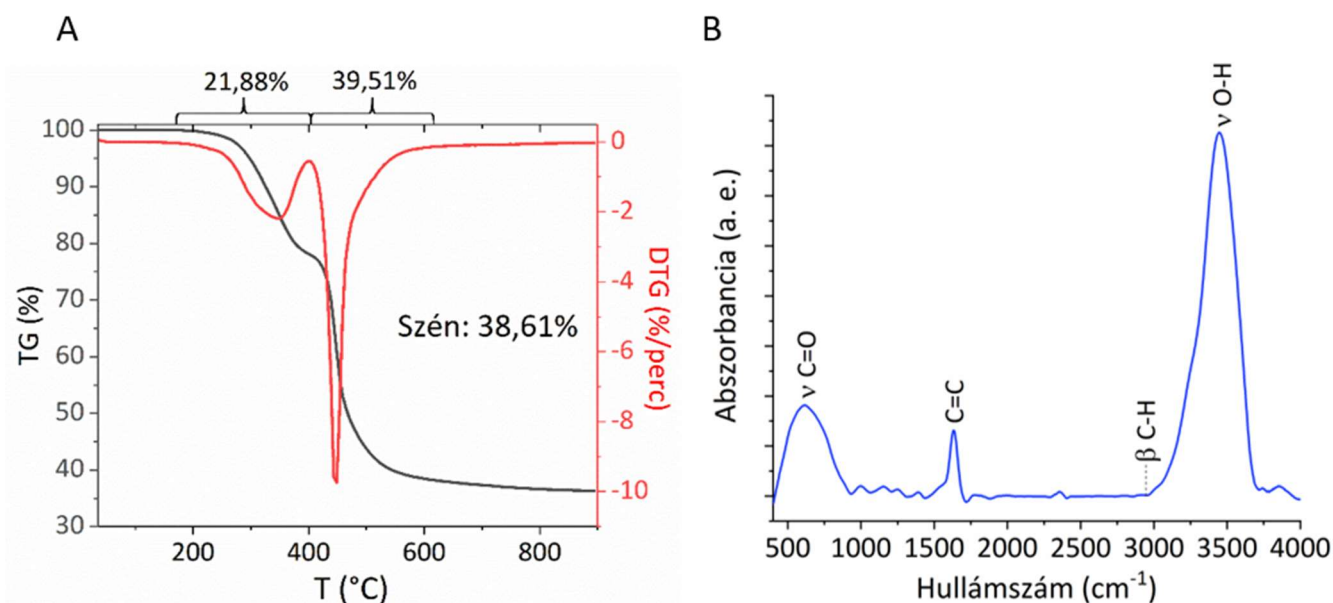 A
21,88% 39,51%
100
90
80
70
60
50
40
30
TG (%)
200 400 600 800
T (°C)
0
-2
-4
-6
-8
-10
DTG (%/perc)
Szén: 38,61%
B
Abszorbancia (a. e.)
ν C=O
C=C
β C-H
ν O-H
500 1000 1500 2000 2500 3000 3500 4000
Hullámszám (cm⁻¹)